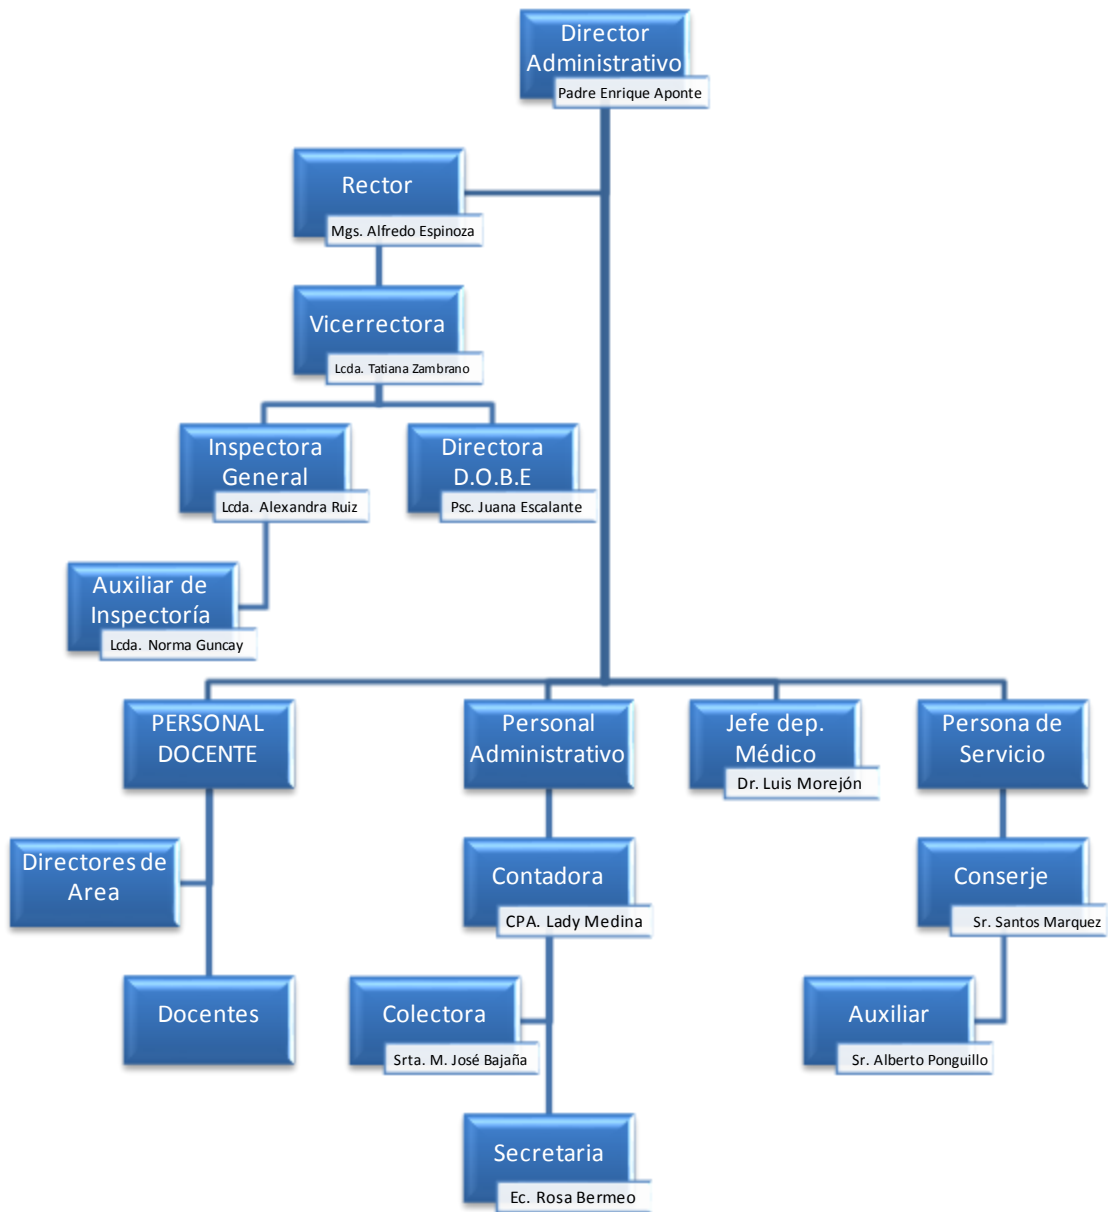 Director
Administrativo
Padre Enrique Aponte
Rector
Mgs. Alfredo Espinoza
Vicerrectora
Lcda. Tatiana Zambrano
Inspectora
General
Lcda. Alexandra Ruiz
Directora
D.O.B.E
Psc. Juana Escalante
Auxiliar de
Inspectoría
Lcda. Norma Guncay
PERSONAL
DOCENTE
Personal
Administrativo
Jefe dep.
Médico
Dr. Luis Morejón
Persona de
Servicio
Directores de
Area
Contadora
CPA. Lady Medina
Conserje
Sr. Santos Marquez
Docentes
Colectora
Srta. M. José Bajaña
Auxiliar
Sr. Alberto Ponguillo
Secretaria
Ec. Rosa Bermeo